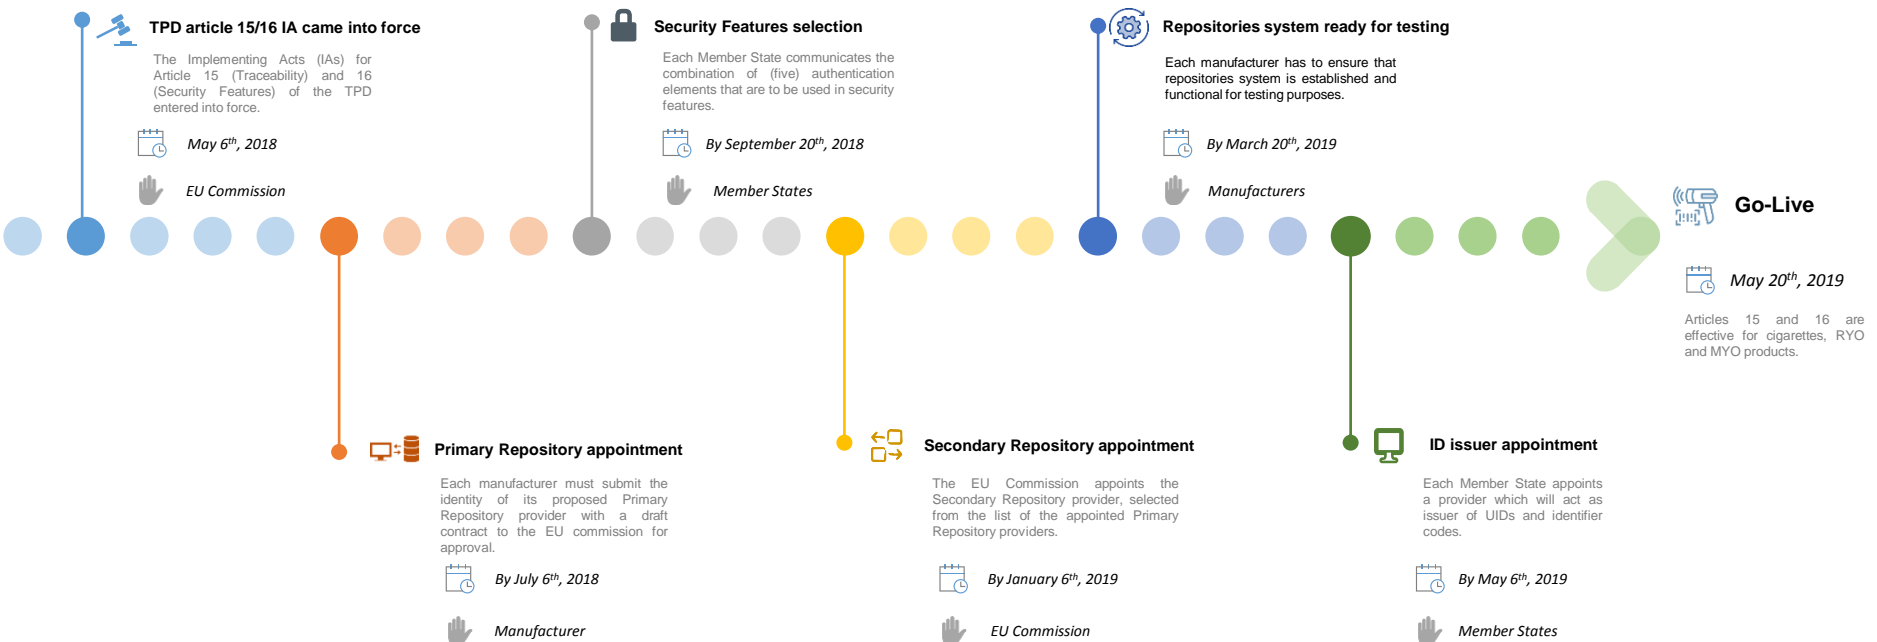 TPD article 15/16 IA came into force
The Implementing Acts (IAs) for
Article 15 (Traceability) and 16
(Security Features) of the TPD
entered into force.
May 6th, 2018
EU Commission
Security Features selection
Each Member State communicates the
combination of (five) authentication
elements that are to be used in security
features.
By September 20th, 2018
Member States
Repositories system ready for testing
Each manufacturer has to ensure that
repositories system is established and
functional for testing purposes.
By March 20th, 2019
Manufacturers
Go-Live
May 20th, 2019
Articles 15 and 16 are
effective for cigarettes, RYO
and MYO products.
Primary Repository appointment
Each manufacturer must submit the
identity of its proposed Primary
Repository provider with a draft
contract to the EU commission for
approval.
By July 6th, 2018
Manufacturer
Secondary Repository appointment
The EU Commission appoints the
Secondary Repository provider, selected
from the list of the appointed Primary
Repository providers.
By January 6th, 2019
EU Commission
ID issuer appointment
Each Member State appoints
a provider which will act as
issuer of UIDs and identifier
codes.
By May 6th, 2019
Member States